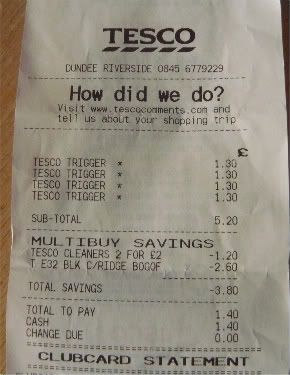 TESCO
DUNDEE RIVERSIDE 0845 6779229
How did we do?
Visit www.tescocomments.com and
tell us about your shopping trip
£
TESCO TRIGGER * 1.30
TESCO TRIGGER * 1.30
TESCO TRIGGER * 1.30
TESCO TRIGGER * 1.30
SUB-TOTAL 5.20
MULTIBUY SAVINGS
TESCO CLEANERS 2 FOR £2 -1.20
T E32 BLK C/RIDGE BOGOF -2.60
TOTAL SAVINGS -3.80
TOTAL TO PAY 1.40
CASH 1.40
CHANGE DUE 0.00
CLUBCARD STATEMENT